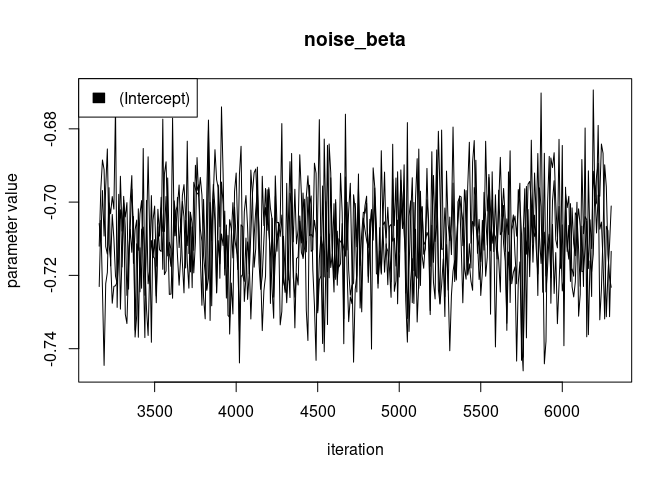 noise_beta
(Intercept)
parameter value
-0.68
-0.70
-0.72
-0.74
3500 4000 4500 5000 5500 6000
iteration